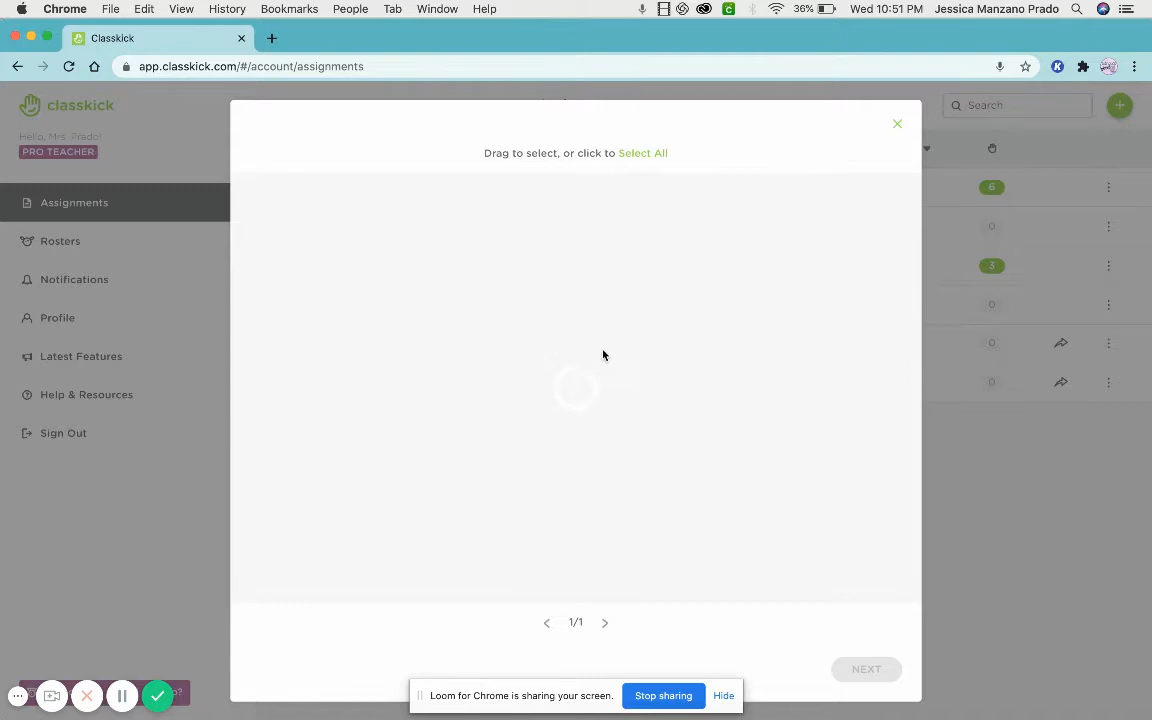 Chrome File Edit View History Bookmarks People Tab Window Help 36% Wed 10:51 PM Jessica Manzano Prado
Classkick
app.classkick.com/#/account/assignments
classkick
Search
Hello, Mrs. Prado!
PRO TEACHER
Drag to select, or click to Select All
6
Assignments
0
Rosters
3
Notifications
0
Profile
0
Latest Features
0
Help & Resources
Sign Out
1/1
NEXT
Loom for Chrome is sharing your screen. Stop sharing Hide